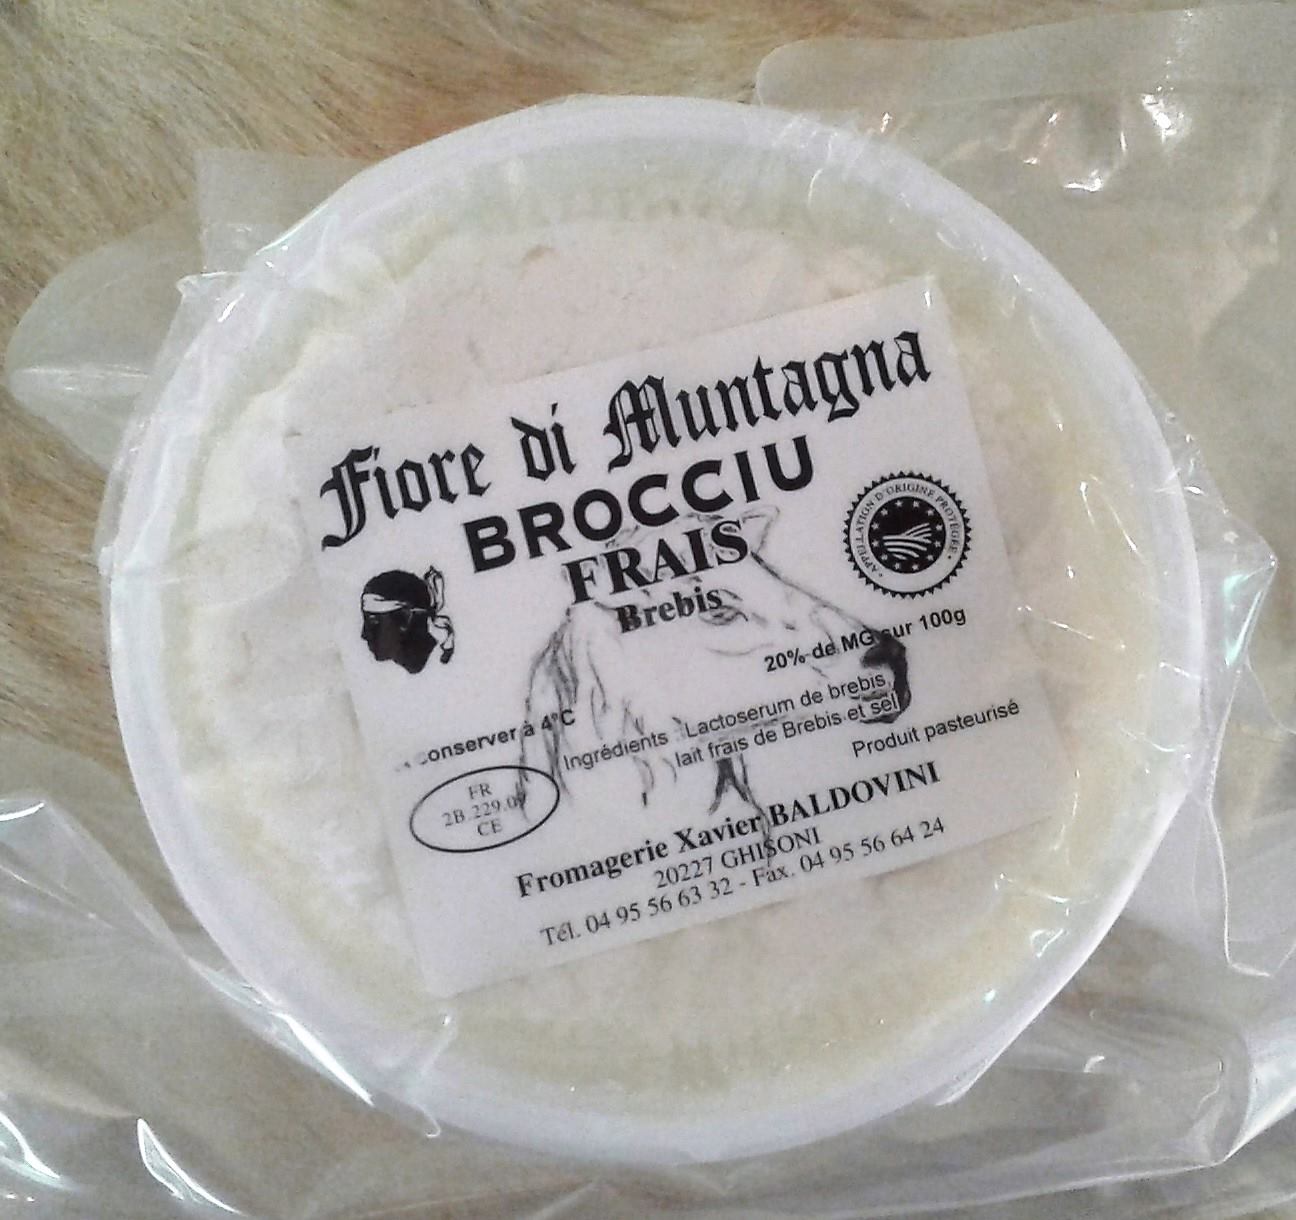 Fiore di Muntagna
BROCCIU
FRAIS
Brebis
APPELLATION D'ORIGINE PROTÉGÉE
20% de MG sur 100g
conserver à 4°C
Ingrédients : Lactoserum de brebis,
lait frais de Brebis et sel
Produit pasteurisé
FR
2B.229.
CE
Fromagerie Xavier BALDOVINI
20227 GHISONI
Tél. 04 95 56 63 32 - Fax. 04 95 56 64 24